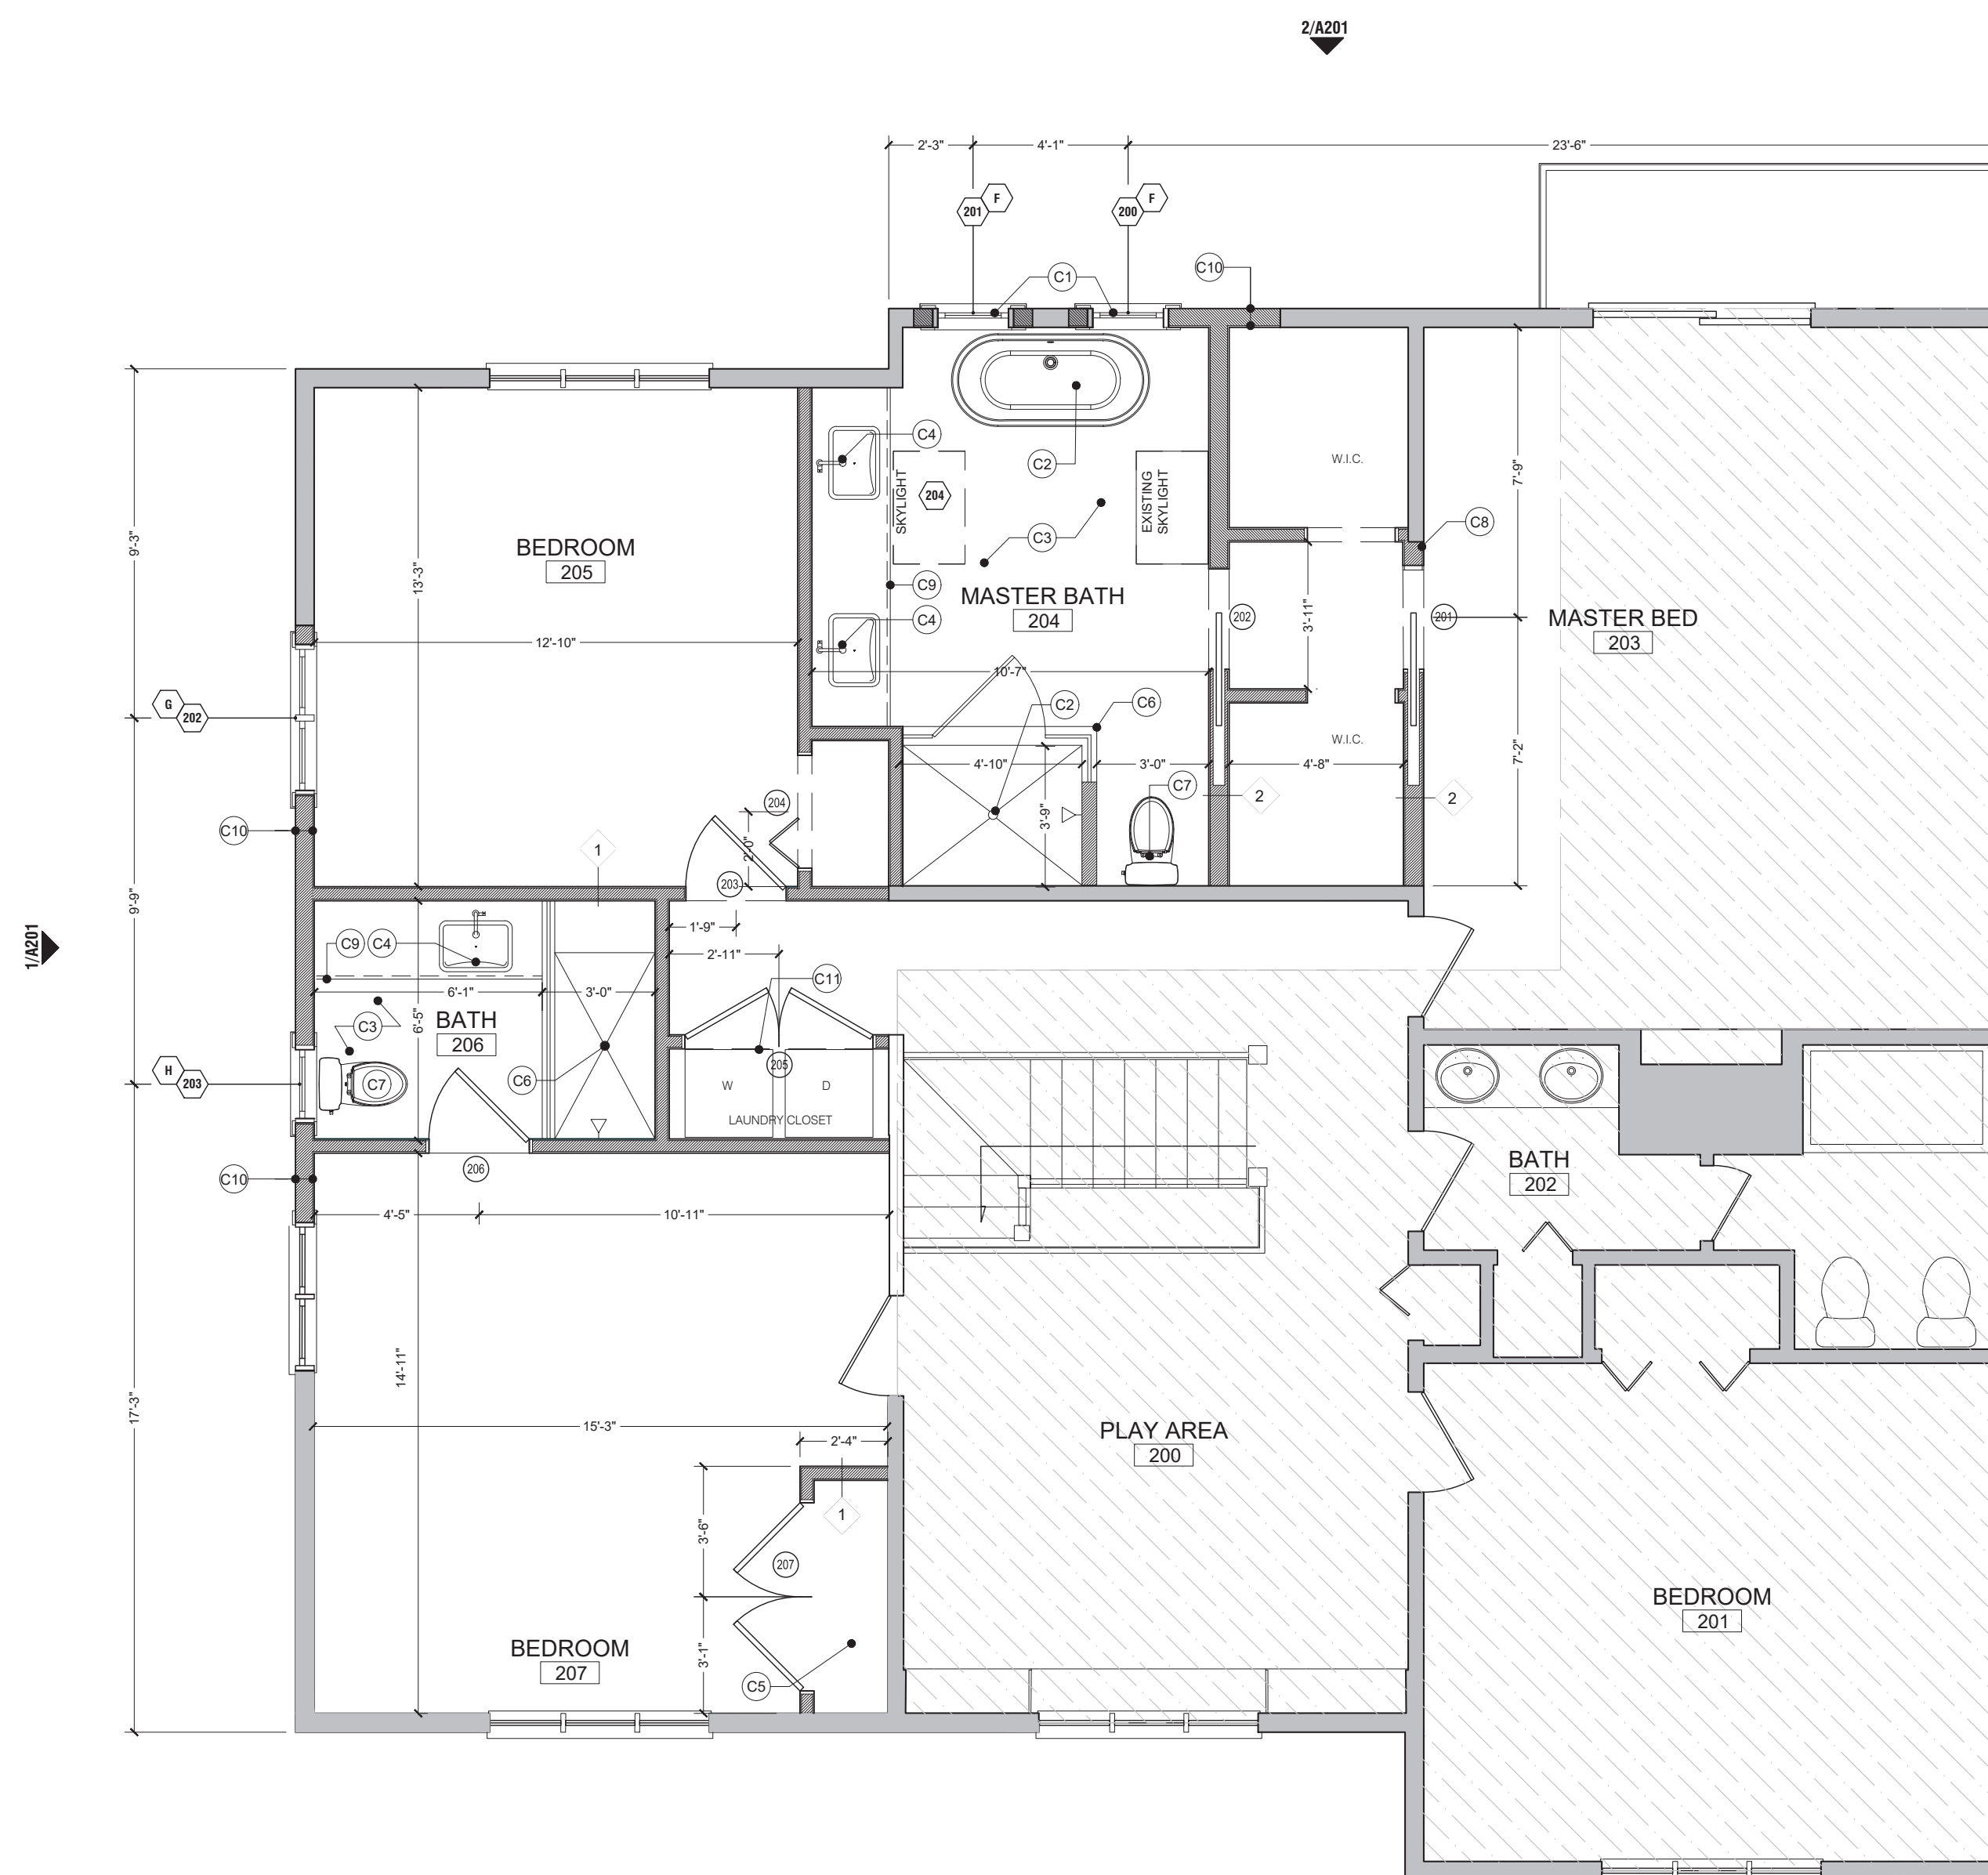 2/A201
2'-3"
4'-1"
23'-6"
201
F
200
F
C1
C10
C4
C2
W.I.C.
7'-9"
SKYLIGHT
204
EXISTING
SKYLIGHT
C8
9'-3"
13'-3"
BEDROOM
205
C3
C9
MASTER BATH
204
C4
202
3'-11"
201
MASTER BED
203
12'-10"
10'-7"
G
202
C2
C6
W.I.C.
7'-2"
4'-10"
3'-0"
4'-8"
C7
2
2
204
3'-9"
C10
1
2'-0"
203
9'-9"
1/A201
1'-9"
C9
C4
2'-11"
C11
6'-1"
3'-0"
C3
6'-5"
BATH
206
205
H
203
C7
C6
W
D
LAUNDRY CLOSET
BATH
202
206
C10
4'-5"
10'-11"
14'-11"
17'-3"
15'-3"
2'-4"
PLAY AREA
200
1
3'-6"
207
BEDROOM
201
3'-1"
BEDROOM
207
C5